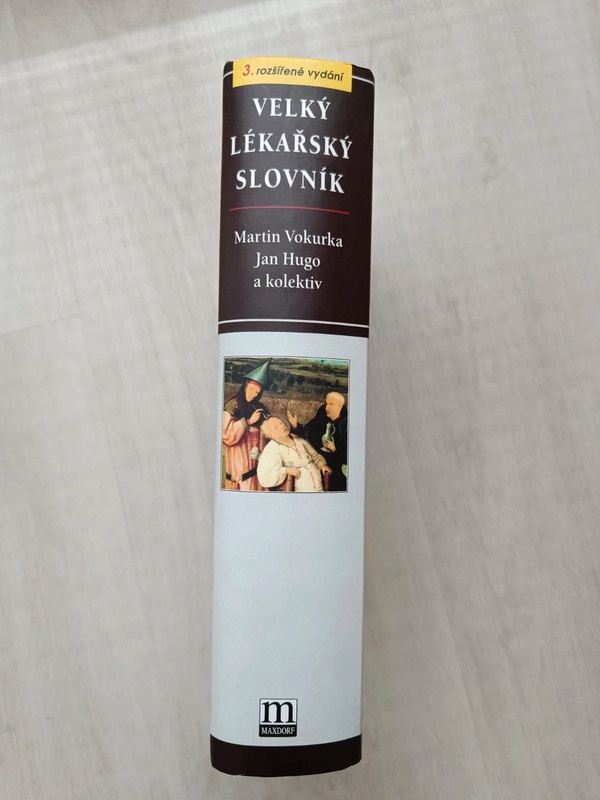 3. rozšířené vydání
VELKÝ
LÉKAŘSKÝ
SLOVNÍK
Martin Vokurka
Jan Hugo
a kolektiv
m
MAXDORF